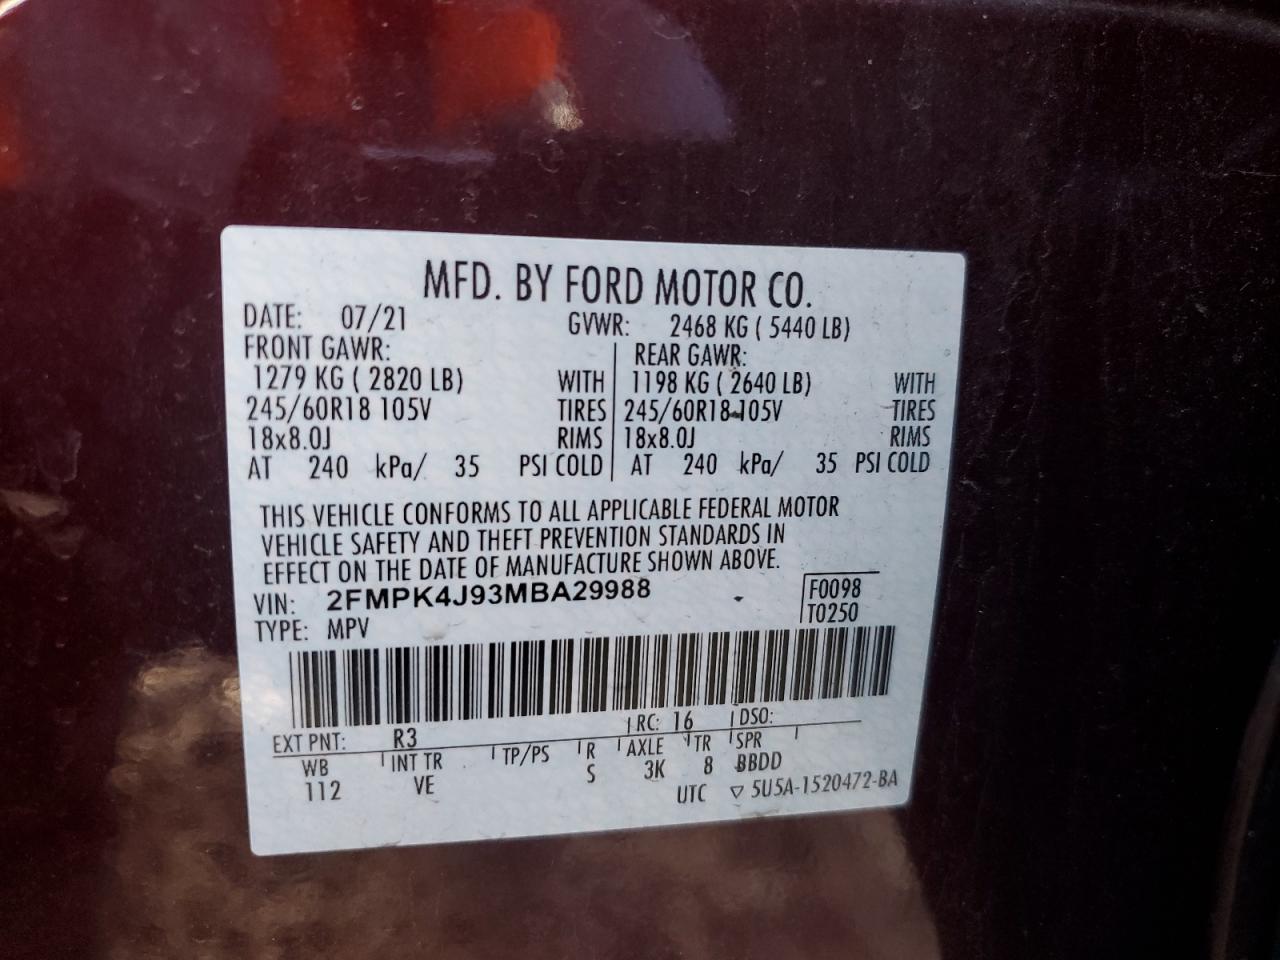 MFD. BY FORD MOTOR CO.
DATE: 07/21 GVWR: 2468 KG ( 5440 LB)
FRONT GAWR: REAR GAWR:
1279 KG ( 2820 LB) WITH 1198 KG ( 2640 LB) WITH
245/60R18 105V TIRES 245/60R18 105V TIRES
18x8.0J RIMS 18x8.0J RIMS
AT 240 kPa/ 35 PSI COLD AT 240 kPa/ 35 PSI COLD
THIS VEHICLE CONFORMS TO ALL APPLICABLE FEDERAL MOTOR
VEHICLE SAFETY AND THEFT PREVENTION STANDARDS IN
EFFECT ON THE DATE OF MANUFACTURE SHOWN ABOVE.
VIN: 2FMPK4J93MBA29988 F0098
TYPE: MPV T0250
EXT PNT: R3 RC: 16 DSO:
WB INT TR TP/PS R AXLE TR SPR
112 VE S 3K 8 BBDD
UTC ▽ 5U5A-1520472-BA